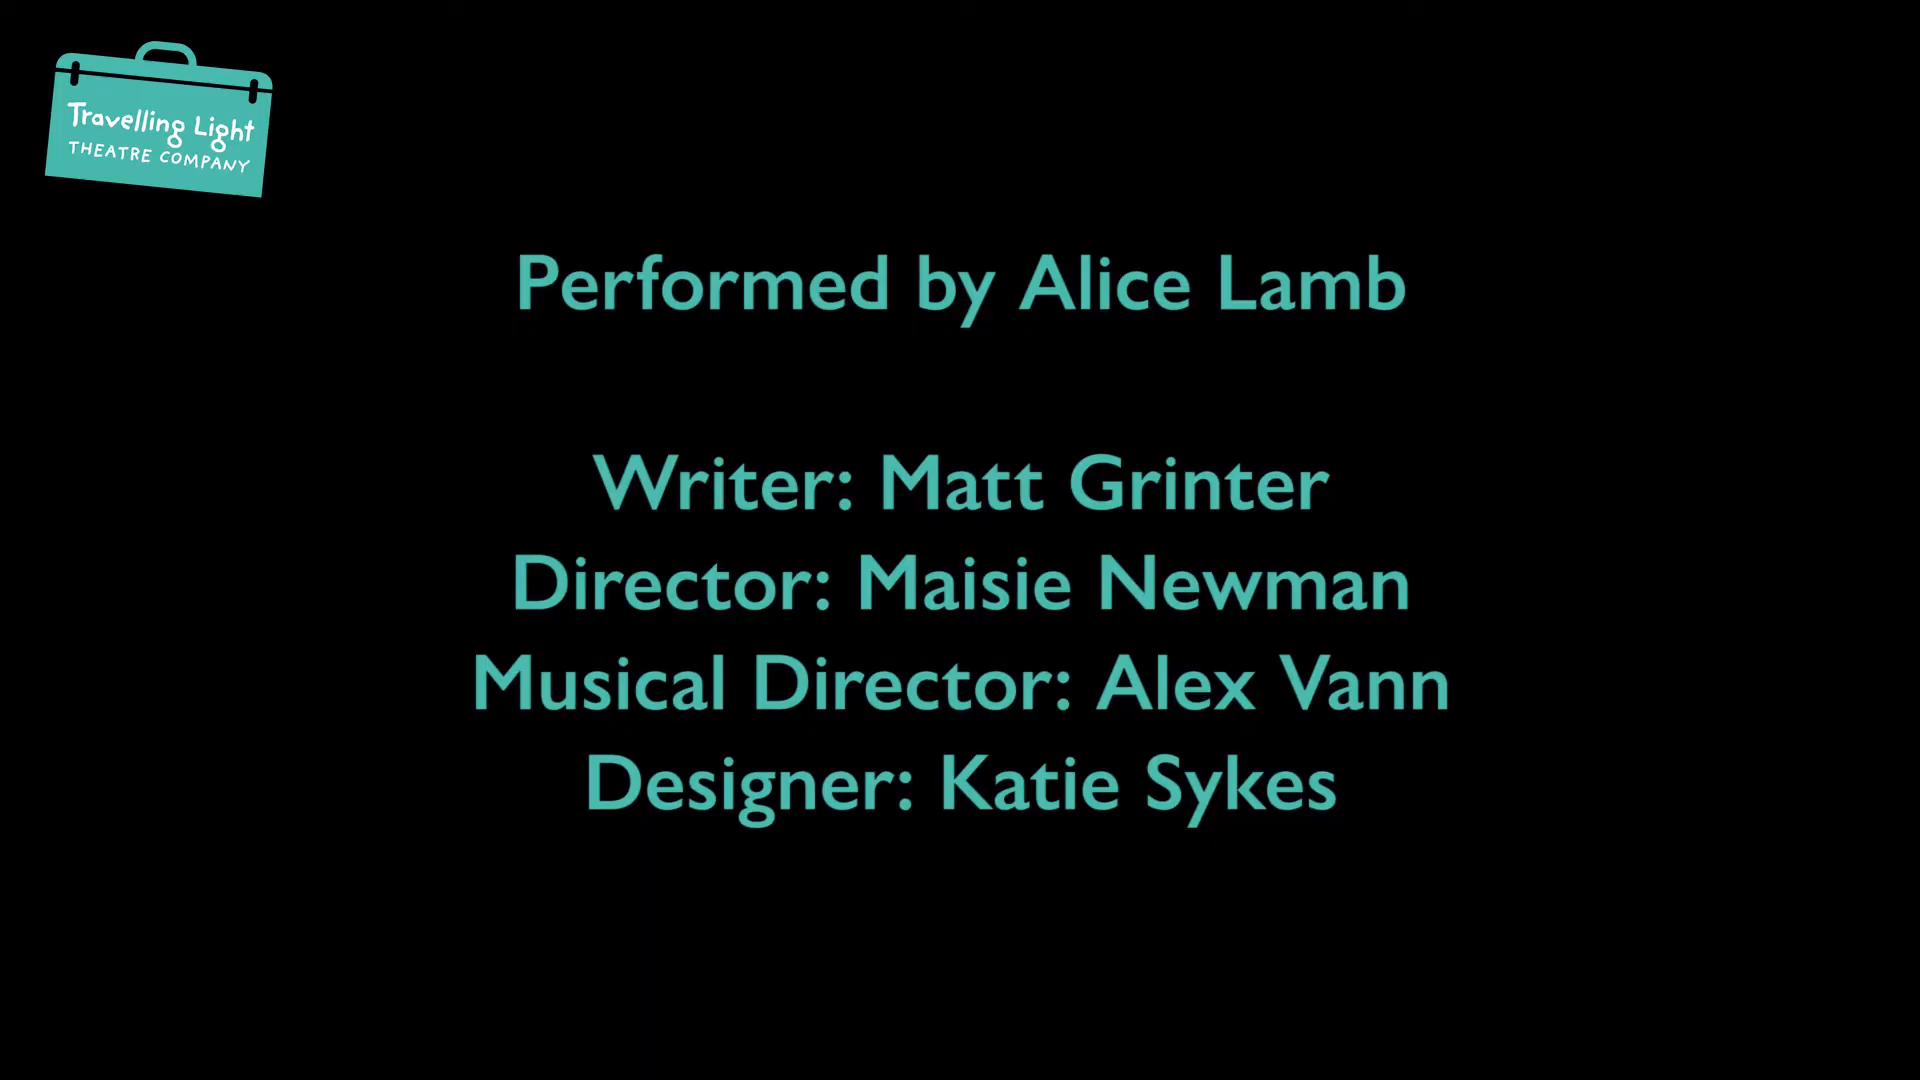 Travelling Light
THEATRE COMPANY
Performed by Alice Lamb
Writer: Matt Grinter
Director: Maisie Newman
Musical Director: Alex Vann
Designer: Katie Sykes